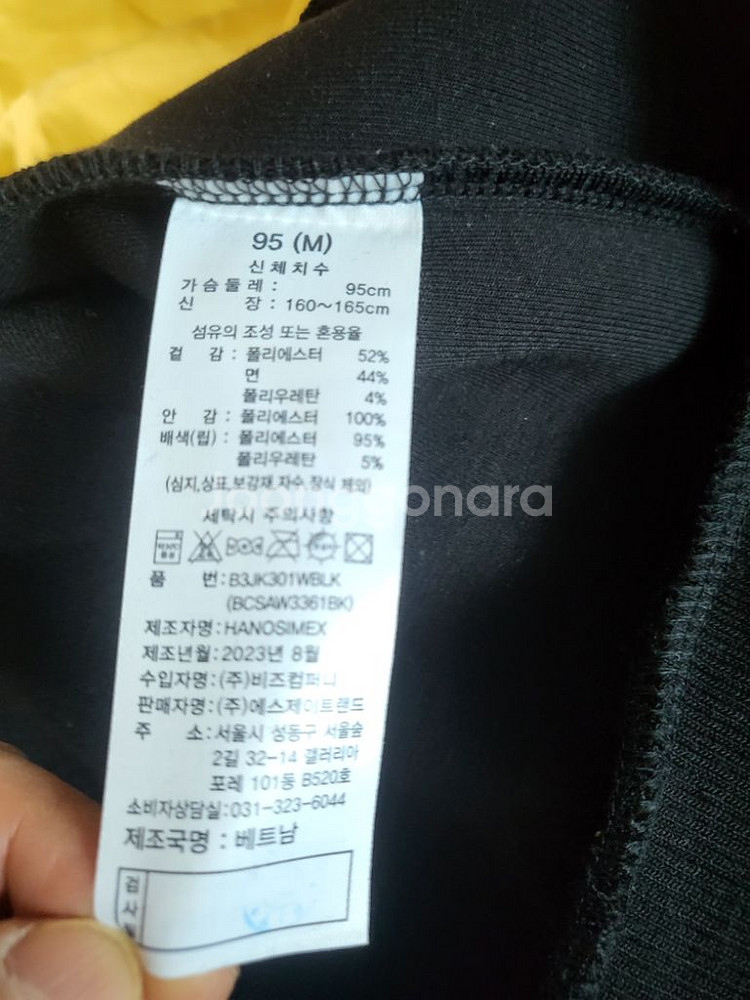 95 (M)
신체치수
가슴둘레 : 95cm
신 장 : 160~165cm
섬유의 조성 또는 혼용율
겉 감 : 폴리에스터 52%
면 44%
폴리우레탄 4%
안 감 : 폴리에스터 100%
배색(립) : 폴리에스터 95%
폴리우레탄 5%
(심지,상표,보강재,자수,장식 제외)
세탁시 주의사항
품 번:B3JK301WBLK
(BCSAW3361BK)
제조자명:HANOSIMEX
제조년월:2023년 8월
수입자명:(주)비즈컴퍼니
판매자명:(주)에스제이트랜드
주 소:서울시 성동구 서울숲
2길 32-14 갤러리아
포레 101동 B520호
소비자상담실:031-323-6044
제조국명 : 베트남
검
사